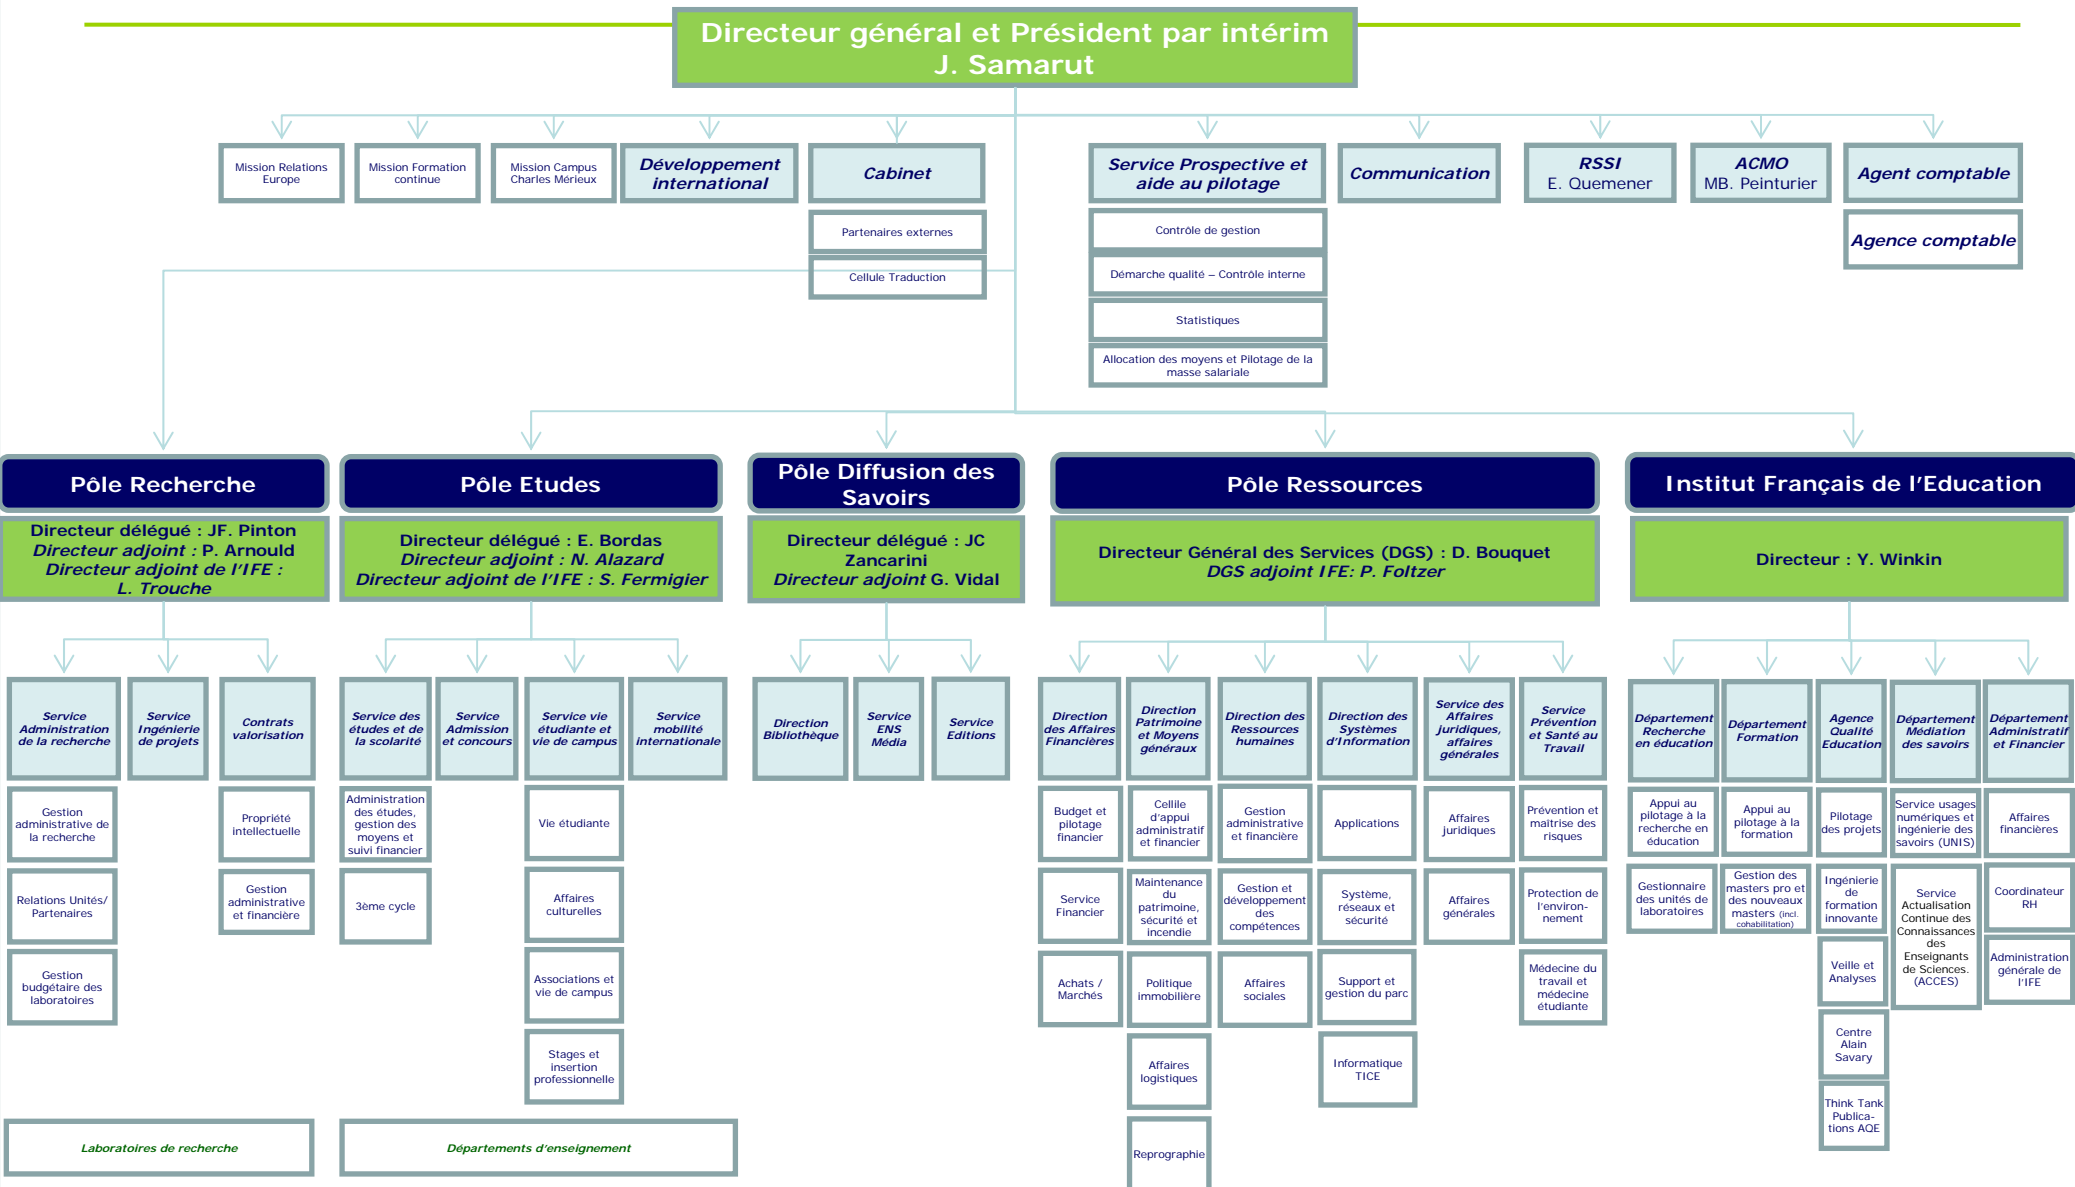 Directeur général et Président par intérim
J. Samarut
Mission Relations
Europe
Mission Formation
continue
Mission Campus
Charles Mérieux
Développement
international
Cabinet
Partenaires externes
Cellule Traduction
Service Prospective et
aide au pilotage
Contrôle de gestion
Démarche qualité – Contrôle interne
Statistiques
Allocation des moyens et Pilotage de la
masse salariale
Communication
RSSI
E. Quemener
ACMO
MB. Peinturier
Agent comptable
Agence comptable
Pôle Recherche
Directeur délégué : JF. Pinton
Directeur adjoint : P. Arnould
Directeur adjoint de l’IFE :
L. Trouche
Service
Administration
de la recherche
Gestion
administrative de
la recherche
Relations Unités/
Partenaires
Gestion
budgétaire des
laboratoires
Service
Ingénierie
de projets
Contrats
valorisation
Propriété
intellectuelle
Gestion
administrative
et financière
Laboratoires de recherche
Pôle Etudes
Directeur délégué : E. Bordas
Directeur adjoint : N. Alazard
Directeur adjoint de l’IFE : S. Fermigier
Service des
études et de
la scolarité
Administration
des études,
gestion des
moyens et
suivi financier
3ème cycle
Service
Admission
et concours
Service vie
étudiante et
vie de campus
Vie étudiante
Affaires
culturelles
Associations et
vie de campus
Stages et
insertion
professionnelle
Service
mobilité
internationale
Départements d’enseignement
Pôle Diffusion des
Savoirs
Directeur délégué : JC
Zancarini
Directeur adjoint G. Vidal
Direction
Bibliothèque
Service
ENS
Média
Service
Editions
Pôle Ressources
Directeur Général des Services (DGS) : D. Bouquet
DGS adjoint IFE: P. Foltzer
Direction
des Affaires
Financières
Budget et
pilotage
financier
Service
Financier
Achats /
Marchés
Direction
Patrimoine
et Moyens
généraux
Cellile
d’appui
administratif
et financier
Maintenance
du
patrimoine,
sécurité et
incendie
Politique
immobilière
Affaires
logistiques
Reprographie
Direction des
Ressources
humaines
Gestion
administrative
et financière
Gestion et
développement
des
compétences
Affaires
sociales
Direction des
Systèmes
d’Information
Applications
Système,
réseaux et
sécurité
Support et
gestion du parc
Informatique
TICE
Service des
Affaires
juridiques,
affaires
générales
Affaires
juridiques
Affaires
générales
Service
Prévention
et Santé au
Travail
Prévention et
maîtrise des
risques
Protection de
l’environ-
nement
Médecine du
travail et
médecine
étudiante
Institut Français de l’Education
Directeur : Y. Winkin
Département
Recherche
en éducation
Appui au
pilotage à la
recherche en
éducation
Gestionnaire
des unités de
laboratoires
Département
Formation
Appui au
pilotage à la
formation
Gestion des
masters pro et
des nouveaux
masters (incl.
cohabilitation)
Agence
Qualité
Education
Pilotage
des projets
Ingénierie
de
formation
innovante
Veille et
Analyses
Centre
Alain
Savary
Think Tank
Publica-
tions AQE
Département
Médiation
des savoirs
Service usages
numériques et
ingénierie des
savoirs (UNIS)
Service
Actualisation
Continue des
Connaissances
des
Enseignants
de Sciences.
(ACCES)
Département
Administratif
et Financier
Affaires
financières
Coordinateur
RH
Administration
générale de
l’IFE